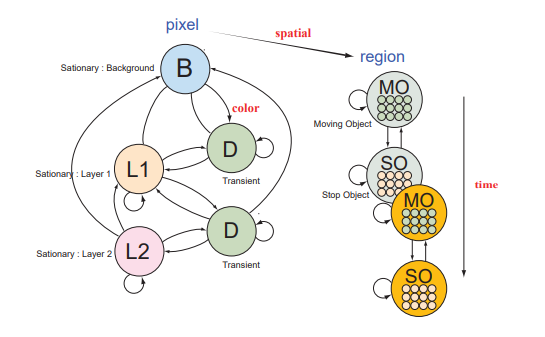 pixel
spatial
region
Sationary : Background
B
color
MO
Moving Object
D
Transient
Sationary : Layer 1
L1
SO
Stop Object
MO
time
D
Transient
Sationary : Layer 2
L2
SO